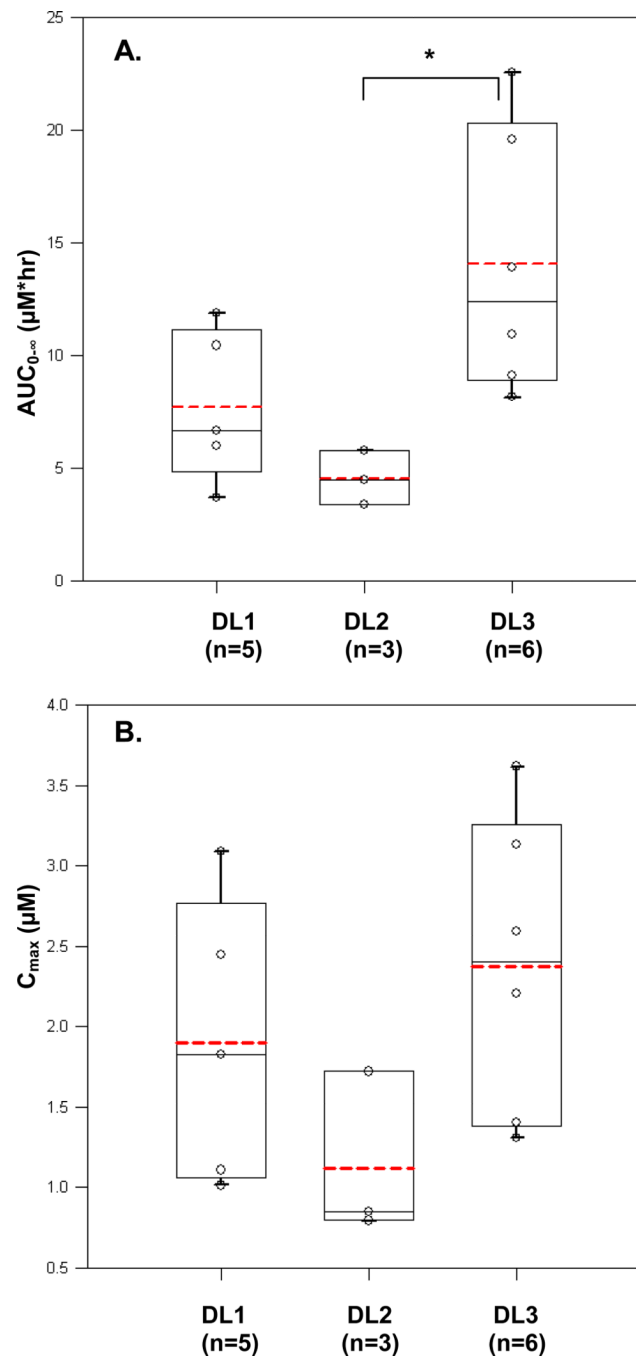 A.
*
25
20
15
10
5
0
AUC0-∞ (µM*hr)
DL1 DL2 DL3
(n=5) (n=3) (n=6)
B.
4.0
3.5
3.0
2.5
2.0
1.5
1.0
0.5
Cmax (µM)
DL1 DL2 DL3
(n=5) (n=3) (n=6)